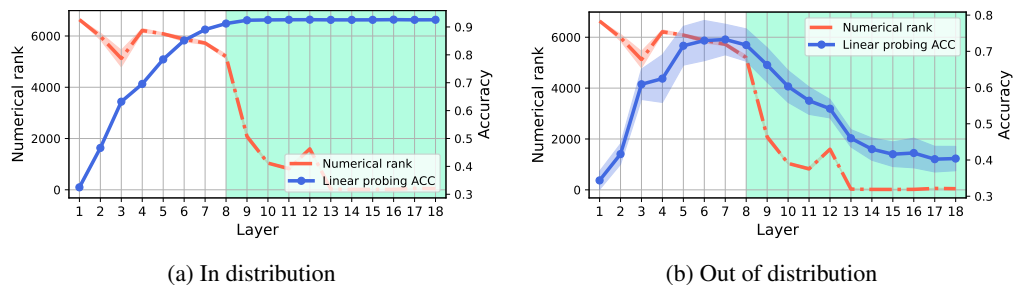 6000
4000
2000
0
Numerical rank
0.9
0.8
0.7
0.6
0.5
0.4
0.3
Accuracy
Numerical rank
Linear probing ACC
1 2 3 4 5 6 7 8 9 10 11 12 13 14 15 16 17 18
Layer
(a) In distribution
6000
4000
2000
0
Numerical rank
0.8
0.7
0.6
0.5
0.4
0.3
Accuracy
Numerical rank
Linear probing ACC
1 2 3 4 5 6 7 8 9 10 11 12 13 14 15 16 17 18
Layer
(b) Out of distribution